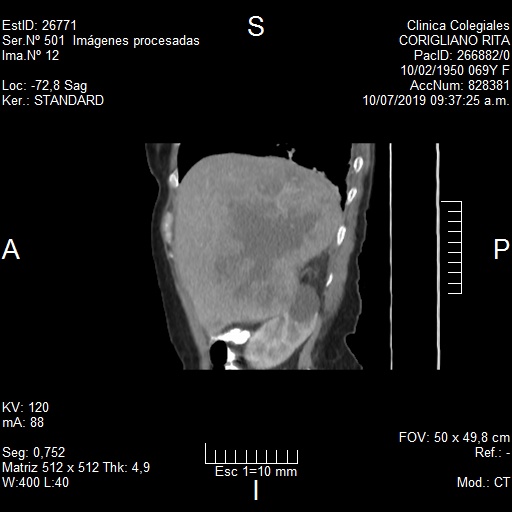 EstID: 26771
Ser.Nº 501 Imágenes procesadas
Ima.Nº 12
Loc: -72,8 Sag
Ker.: STANDARD
S
Clinica Colegiales
CORIGLIANO RITA
PacID: 266882/0
10/02/1950 069Y F
AccNum: 828381
10/07/2019 09:37:25 a.m.
A
P
KV: 120
mA: 88
Seg: 0,752
Matriz 512 x 512 Thk: 4,9
W:400 L:40
Esc 1=10 mm
I
FOV: 50 x 49,8 cm
Ref.: -
Mod.: CT